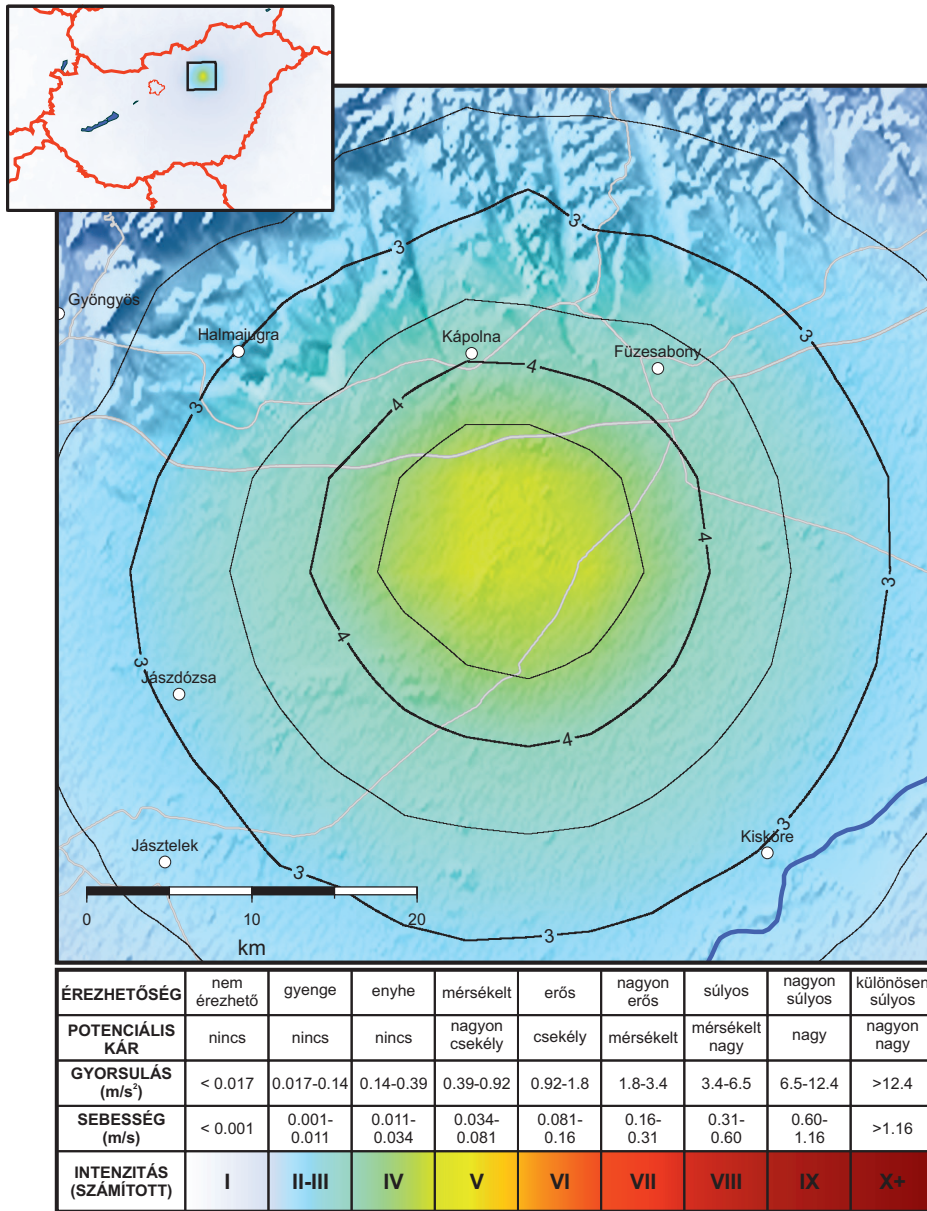 3
3
Gyöngyös
3
Halmajugra
Kápolna
Füzesabony
4
3
4
4
3
4
3
Jászdózsa
4
3
Kisköre
Jásztelek
3
3
0 10 20
km
ÉREZHETŐSÉG nem érezhető gyenge enyhe mérsékelt erős nagyon erős súlyos nagyon súlyos különösen súlyos
POTENCIÁLIS KÁR nincs nincs nincs nagyon csekély csekély mérsékelt mérsékelt nagy nagy nagyon nagy
GYORSULÁS (m/s²) < 0.017 0.017-0.14 0.14-0.39 0.39-0.92 0.92-1.8 1.8-3.4 3.4-6.5 6.5-12.4 >12.4
SEBESSÉG (m/s) < 0.001 0.001-0.011 0.011-0.034 0.034-0.081 0.081-0.16 0.16-0.31 0.31-0.60 0.60-1.16 >1.16
INTENZITÁS (SZÁMÍTOTT) I II-III IV V VI VII VIII IX X+